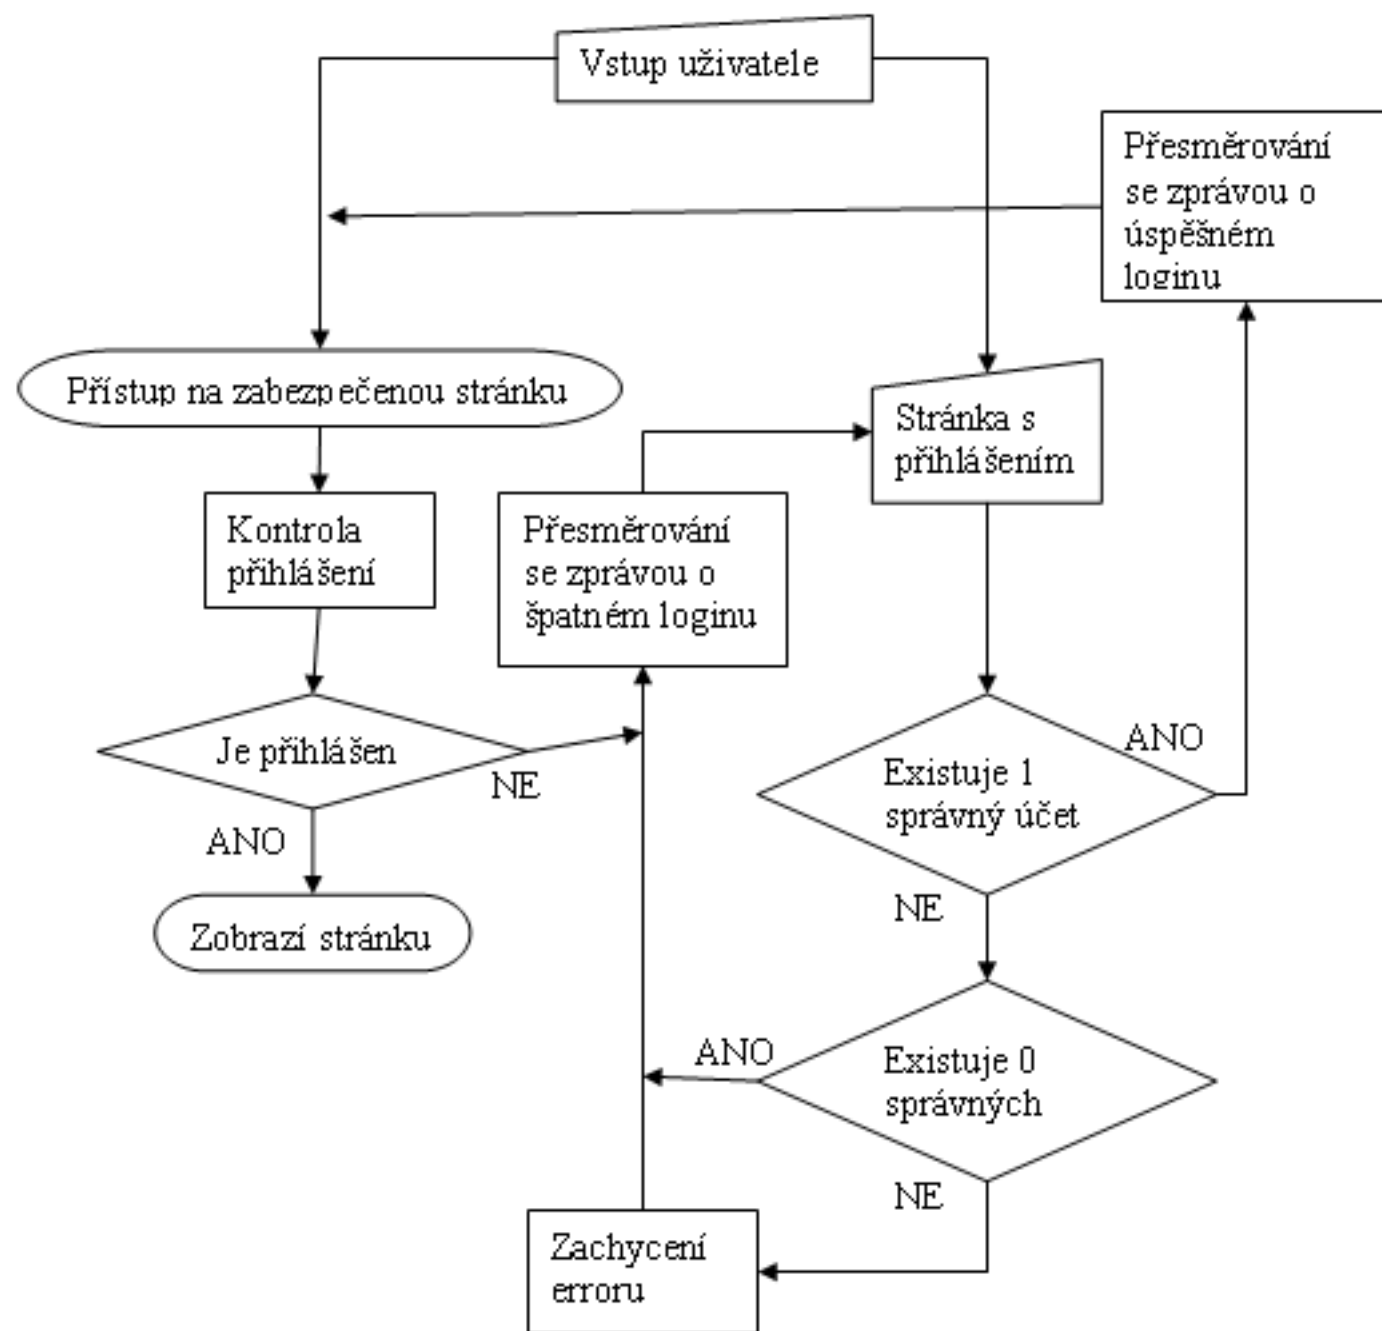 Vstup uživatele
Přesměrování
se zprávou o
úspěšném
loginu
Přístup na zabezpečenou stránku
Stránka s
přihlášením
Kontrola
přihlášení
Přesměrování
se zprávou o
špatném loginu
Je přihlášen
NE
ANO
Zobrazí stránku
Existuje 1
správný účet
ANO
NE
Existuje 0
správných
ANO
NE
Zachycení
erroru